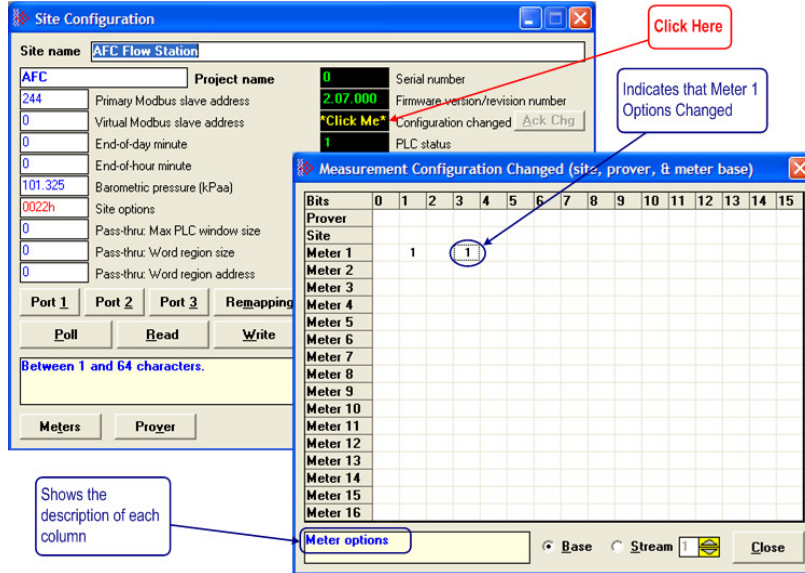 Site Configuration
Site name AFC Flow Station
AFC Project name
244 Primary Modbus slave address
0 Virtual Modbus slave address
0 End-of-day minute
0 End-of-hour minute
101.325 Barometric pressure (kPaa)
0022h Site options
0 Pass-thru: Max PLC window size
0 Pass-thru: Word region size
0 Pass-thru: Word region address
0 Serial number
2.07.000 Firmware version/revision number
*Click Me* Configuration changed Ack Chg
1 PLC status
Port 1 Port 2 Port 3 Remapping
Poll Read Write
Between 1 and 64 characters.
Meters Prover
Click Here
Indicates that Meter 1
Options Changed
Measurement Configuration Changed (site, prover, & meter base)
Bits 0 1 2 3 4 5 6 7 8 9 10 11 12 13 14 15
Prover
Site
Meter 1 1 1
Meter 2
Meter 3
Meter 4
Meter 5
Meter 6
Meter 7
Meter 8
Meter 9
Meter 10
Meter 11
Meter 12
Meter 13
Meter 14
Meter 15
Meter 16
Meter options
Base Stream 1 Close
Shows the
description of each
column